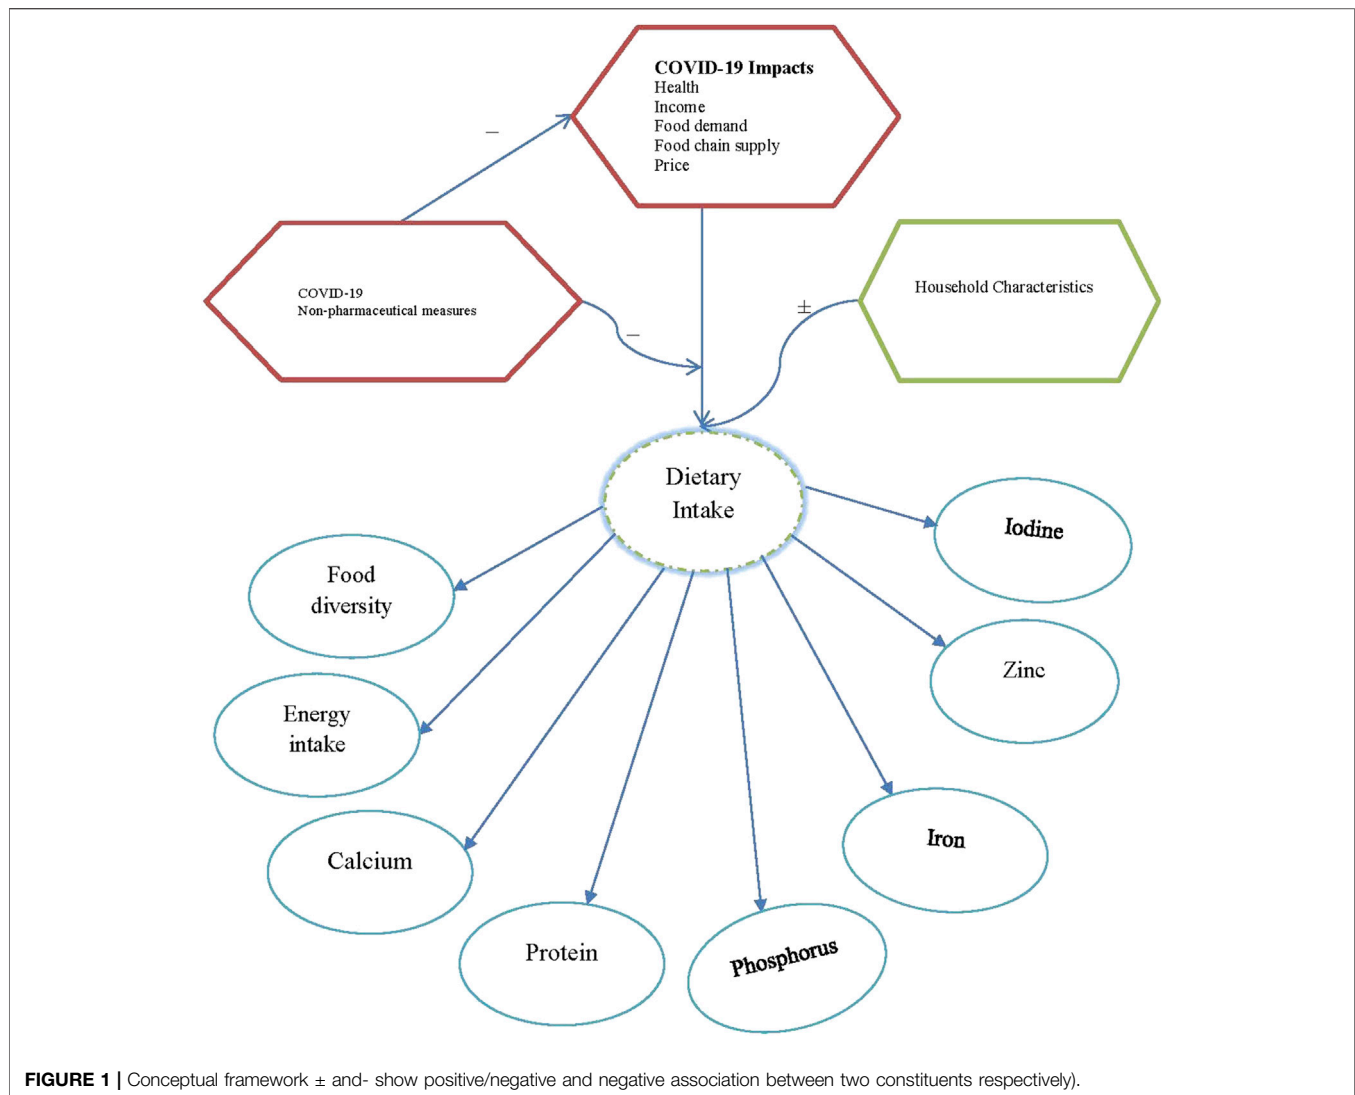 COVID-19 Impacts
Health
Income
Food demand
Food chain supply
Price
–
COVID-19
Non-pharmaceutical measures
–
±
Household Characteristics
Dietary
Intake
Food
diversity
Energy
intake
Calcium
Protein
Phosphorus
Iron
Zinc
Iodine
FIGURE 1 | Conceptual framework ± and- show positive/negative and negative association between two constituents respectively).